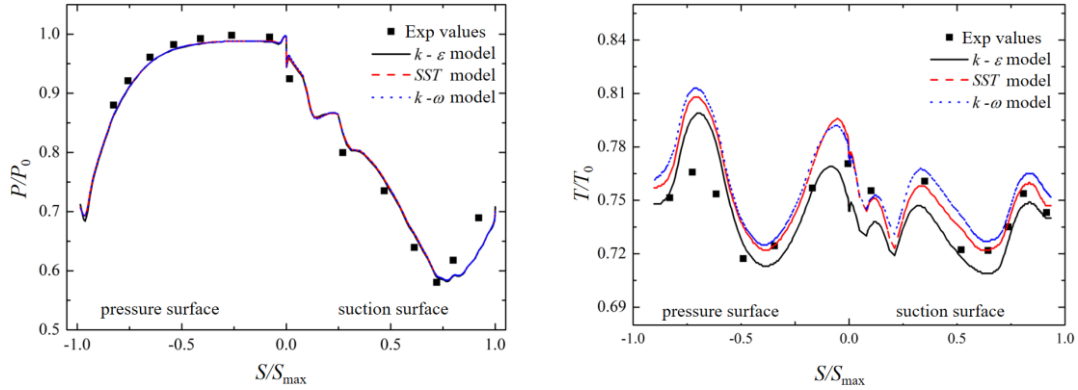 P/P0
1.0
0.9
0.8
0.7
0.6
0.5
Exp values
k - ε model
SST model
k -ω model
pressure surface
suction surface
-1.0
-0.5
0.0
0.5
1.0
S/Smax
T/T0
0.84
0.81
0.78
0.75
0.72
0.69
Exp values
k - ε model
SST model
k -ω model
pressure surface
suction surface
-1.0
-0.5
0.0
0.5
1.0
S/Smax